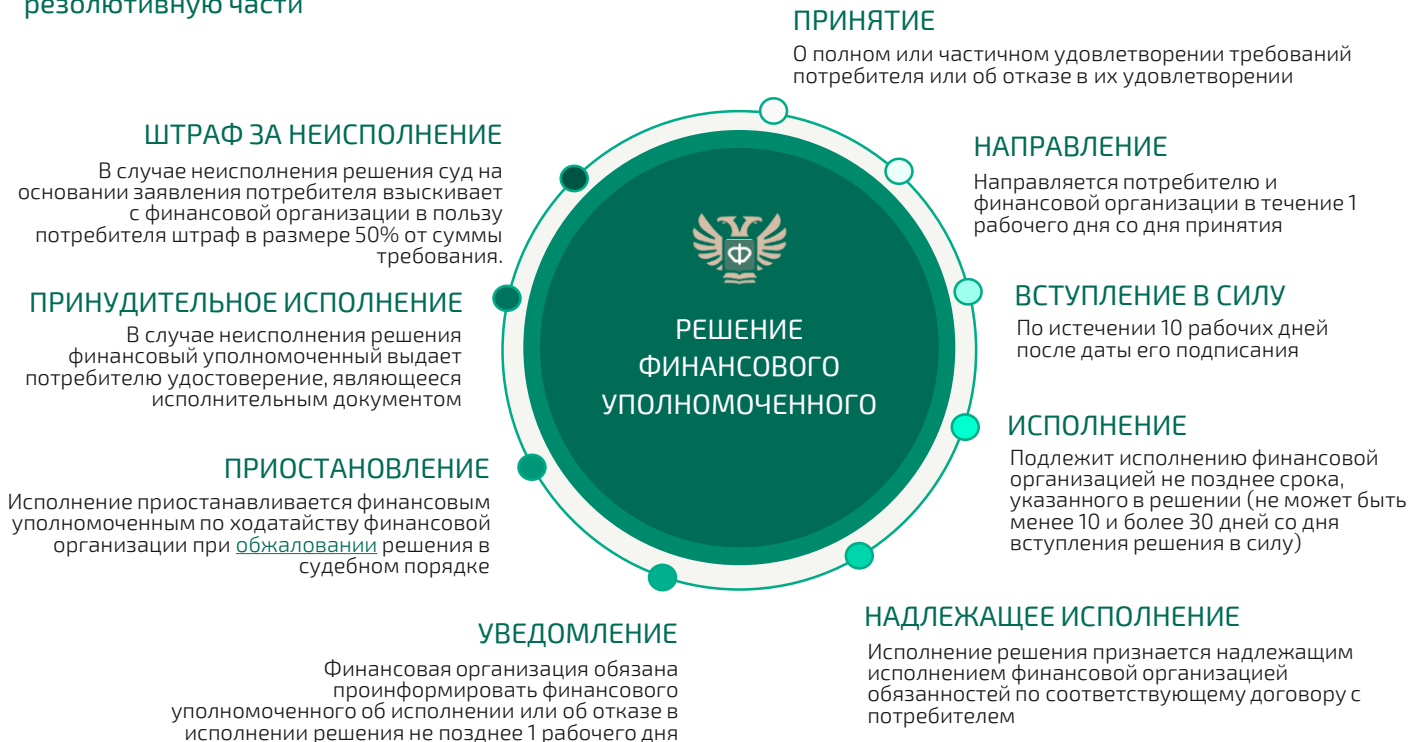 резолютивную части
ПРИНЯТИЕ
О полном или частичном удовлетворении требований
потребителя или об отказе в их удовлетворении
НАПРАВЛЕНИЕ
Направляется потребителю и
финансовой организации в течение 1
рабочего дня со дня принятия
ВСТУПЛЕНИЕ В СИЛУ
По истечении 10 рабочих дней
после даты его подписания
ИСПОЛНЕНИЕ
Подлежит исполнению финансовой
организацией не позднее срока,
указанного в решении (не может быть
менее 10 и более 30 дней со дня
вступления решения в силу)
НАДЛЕЖАЩЕЕ ИСПОЛНЕНИЕ
Исполнение решения признается надлежащим
исполнением финансовой организацией
обязанностей по соответствующему договору с
потребителем
УВЕДОМЛЕНИЕ
Финансовая организация обязана
проинформировать финансового
уполномоченного об исполнении или об отказе в
исполнении решения не позднее 1 рабочего дня
ПРИОСТАНОВЛЕНИЕ
Исполнение приостанавливается финансовым
уполномоченным по ходатайству финансовой
организации при обжаловании решения в
судебном порядке
ПРИНУДИТЕЛЬНОЕ ИСПОЛНЕНИЕ
В случае неисполнения решения
финансовый уполномоченный выдает
потребителю удостоверение, являющееся
исполнительным документом
ШТРАФ ЗА НЕИСПОЛНЕНИЕ
В случае неисполнения решения суд на
основании заявления потребителя взыскивает
с финансовой организации в пользу
потребителя штраф в размере 50% от суммы
требования.
Ф
РЕШЕНИЕ
ФИНАНСОВОГО
УПОЛНОМОЧЕННОГО